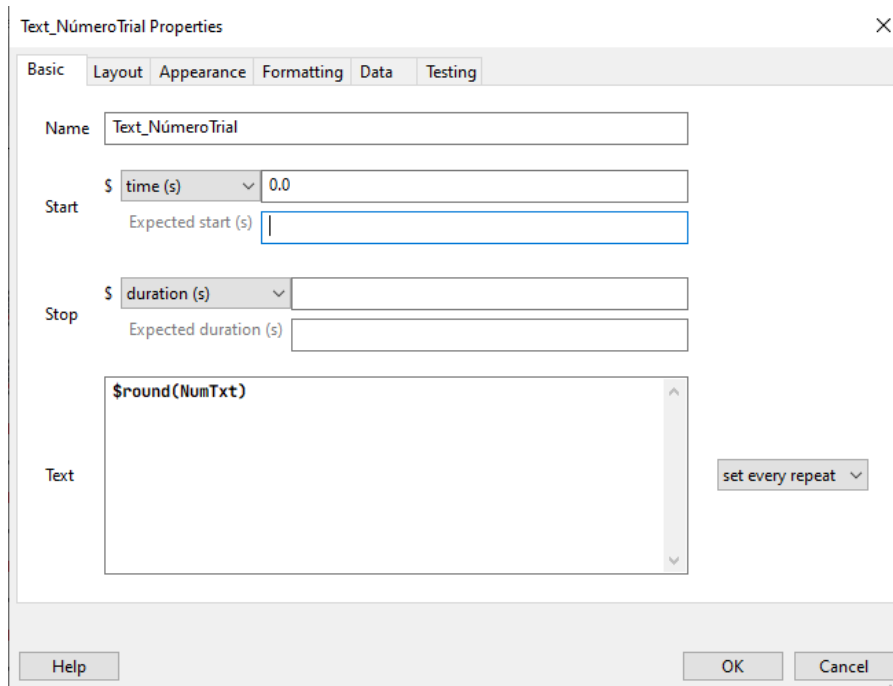 Text_NúmeroTrial Properties
Basic Layout Appearance Formatting Data Testing
Name Text_NúmeroTrial
Start $ time (s) 0.0
Expected start (s)
Stop $ duration (s)
Expected duration (s)
Text $round(NumTxt) set every repeat
Help OK Cancel